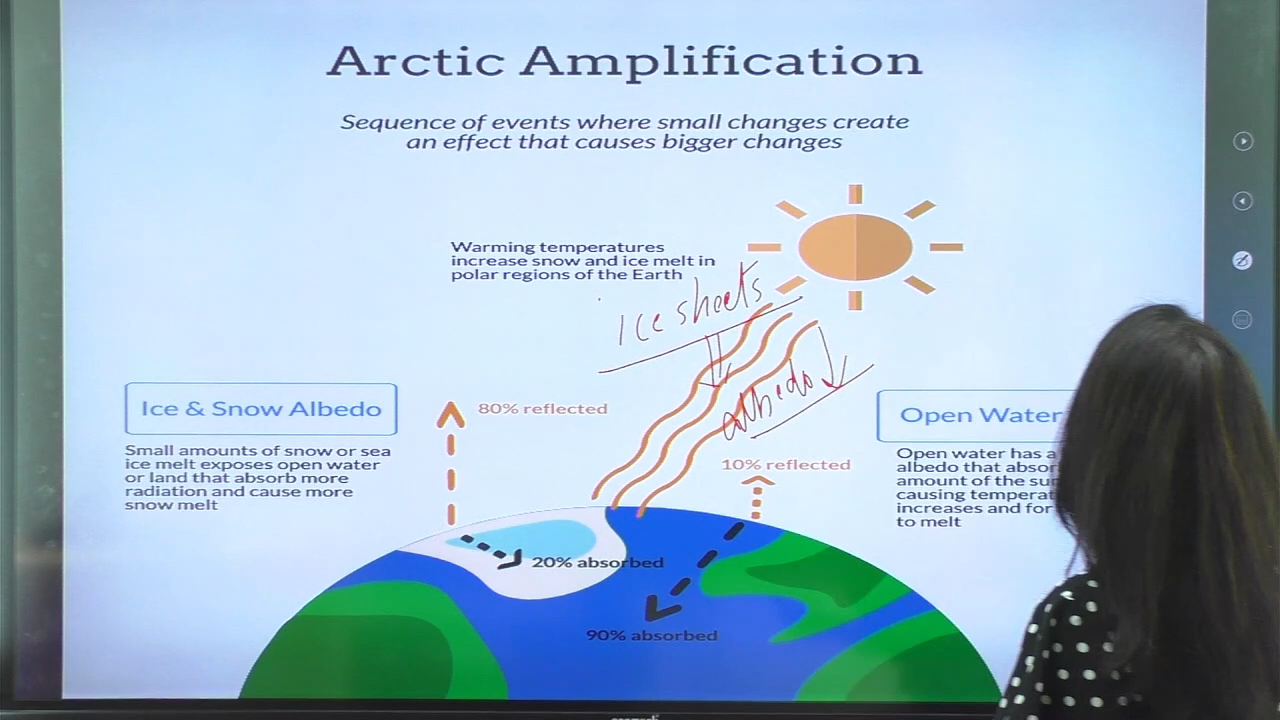 Arctic Amplification
Sequence of events where small changes create
an effect that causes bigger changes
Warming temperatures
increase snow and ice melt in
polar regions of the Earth
Ice sheets
albedo
Ice & Snow Albedo
Small amounts of snow or sea
ice melt exposes open water
or land that absorb more
radiation and cause more
snow melt
80% reflected
10% reflected
Open Water
Open water has a
albedo that absor
amount of the su
causing temperat
increases and for
to melt
20% absorbed
90% absorbed